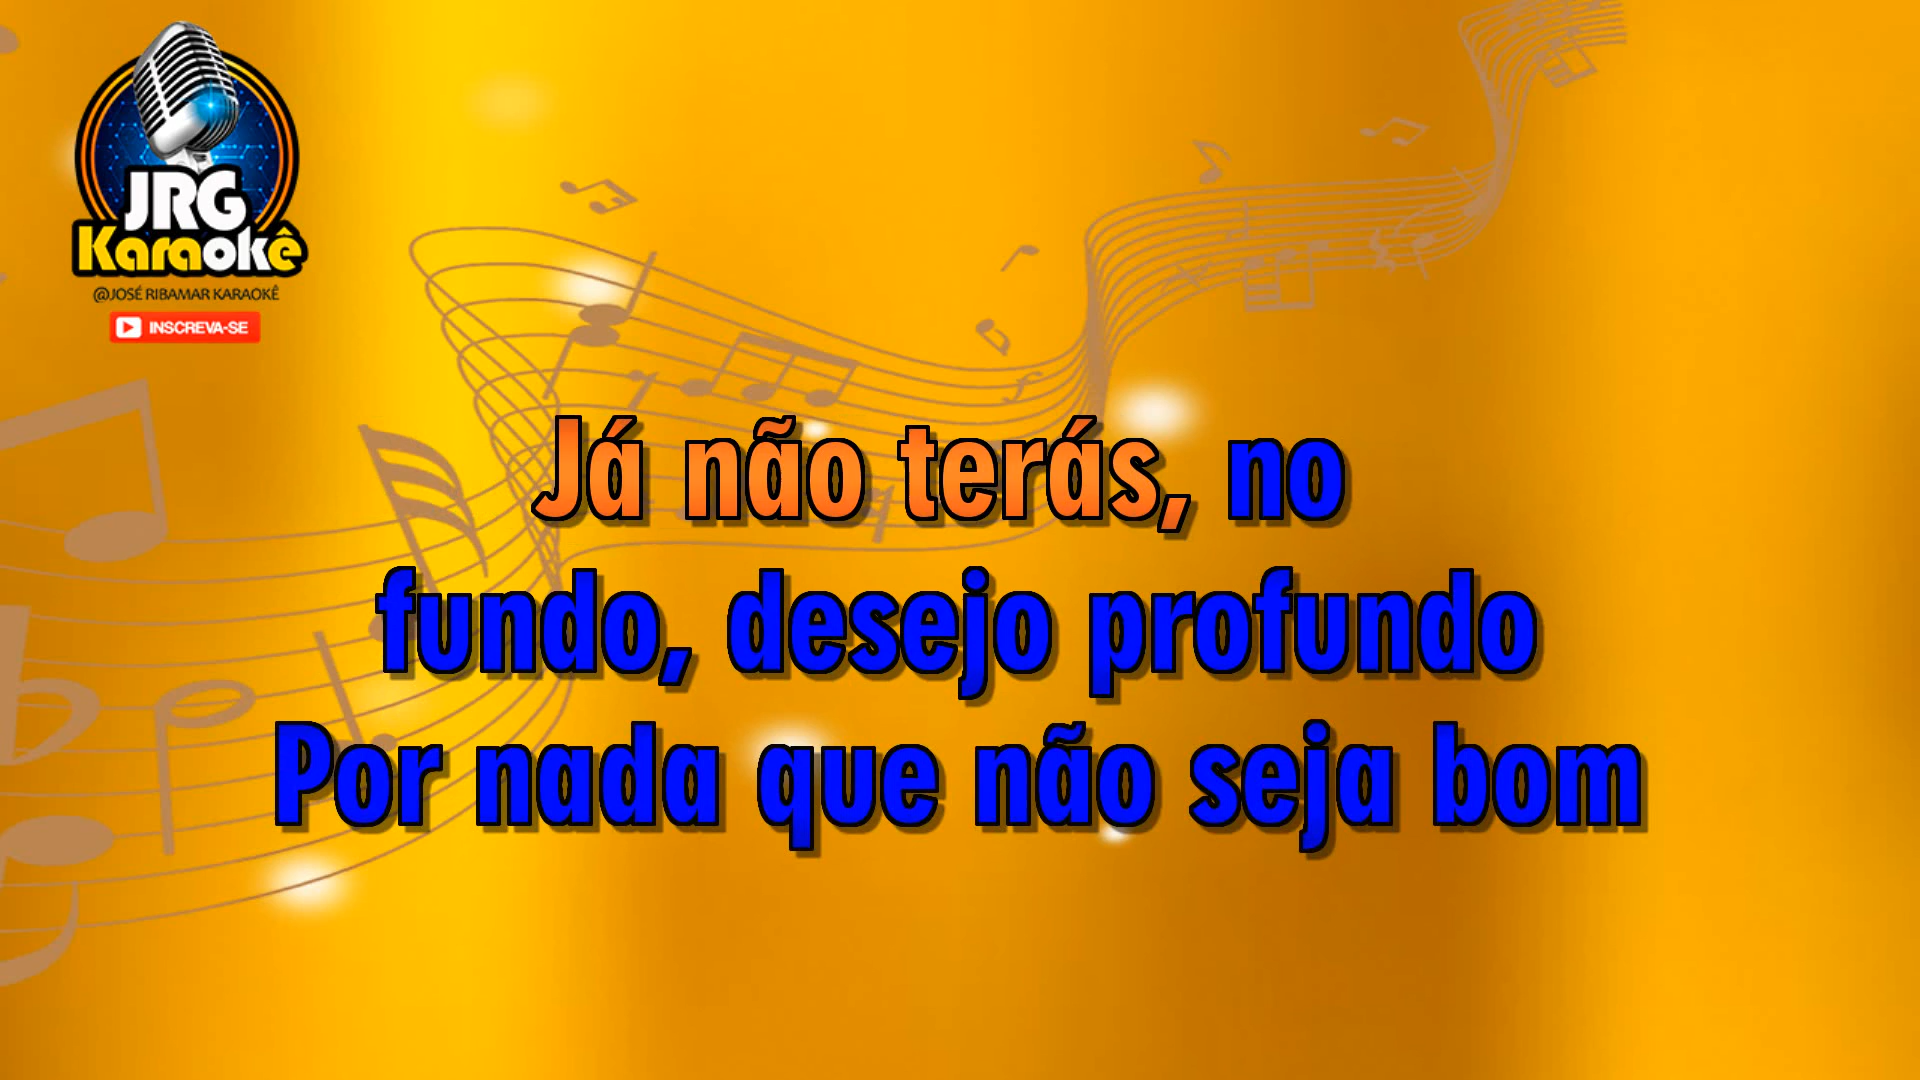 JRG
Karaokê
@JOSÉ RIBAMAR KARAOKÊ
INSCREVA-SE
Já não terás, no
fundo, desejo profundo
Por nada que não seja bom